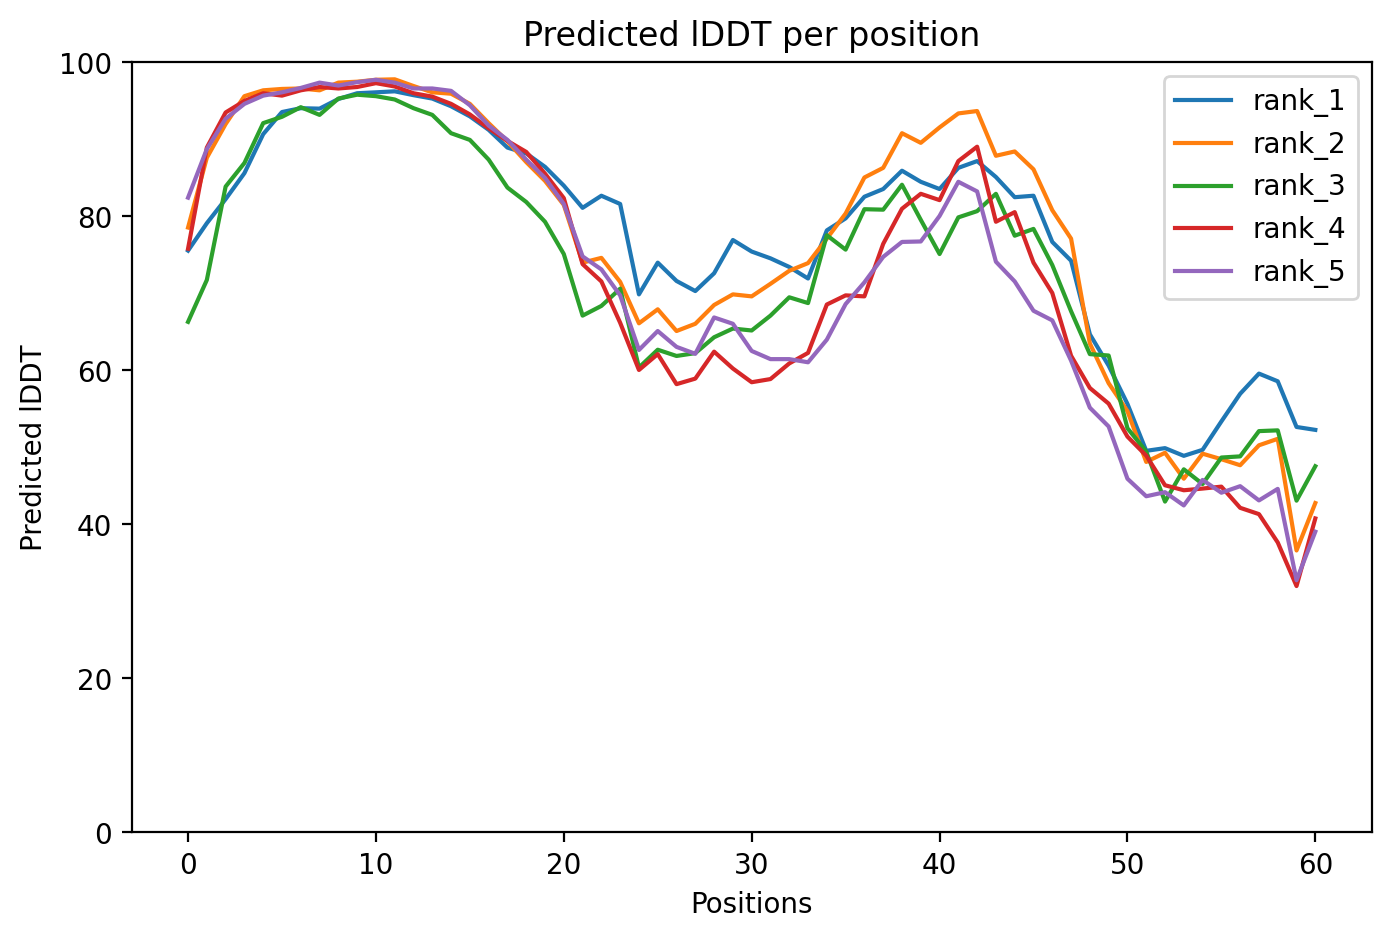 Predicted lDDT per position
100
80
60
40
20
0
Predicted lDDT
0 10 20 30 40 50 60
Positions
rank_1
rank_2
rank_3
rank_4
rank_5